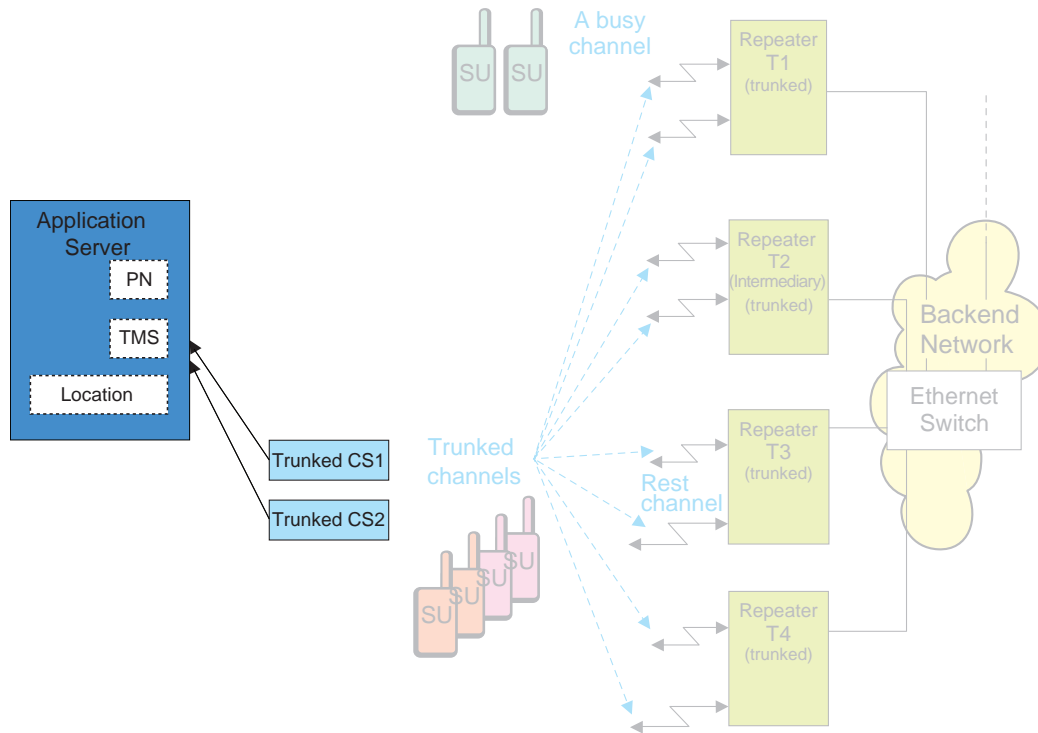 A busy
channel
SU
SU
Repeater
T1
(trunked)
Application
Server
PN
TMS
Location
Repeater
T2
(Intermediary)
(trunked)
Backend
Network
Ethernet
Switch
Trunked CS1
Trunked CS2
Trunked
channels
Rest
channel
Repeater
T3
(trunked)
SU
SU
SU
SU
Repeater
T4
(trunked)